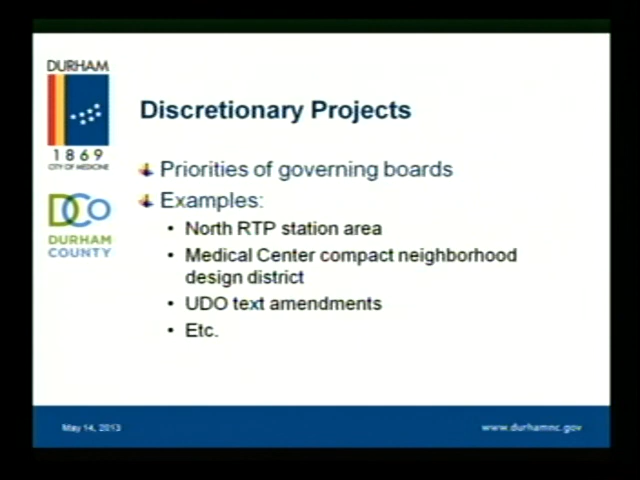 DURHAM
1869
CITY OF MEDICINE
DCO
DURHAM
COUNTY
Discretionary Projects
Priorities of governing boards
Examples:
• North RTP station area
• Medical Center compact neighborhood
design district
• UDO text amendments
• Etc.
May 14, 2013
www.durhamnc.gov